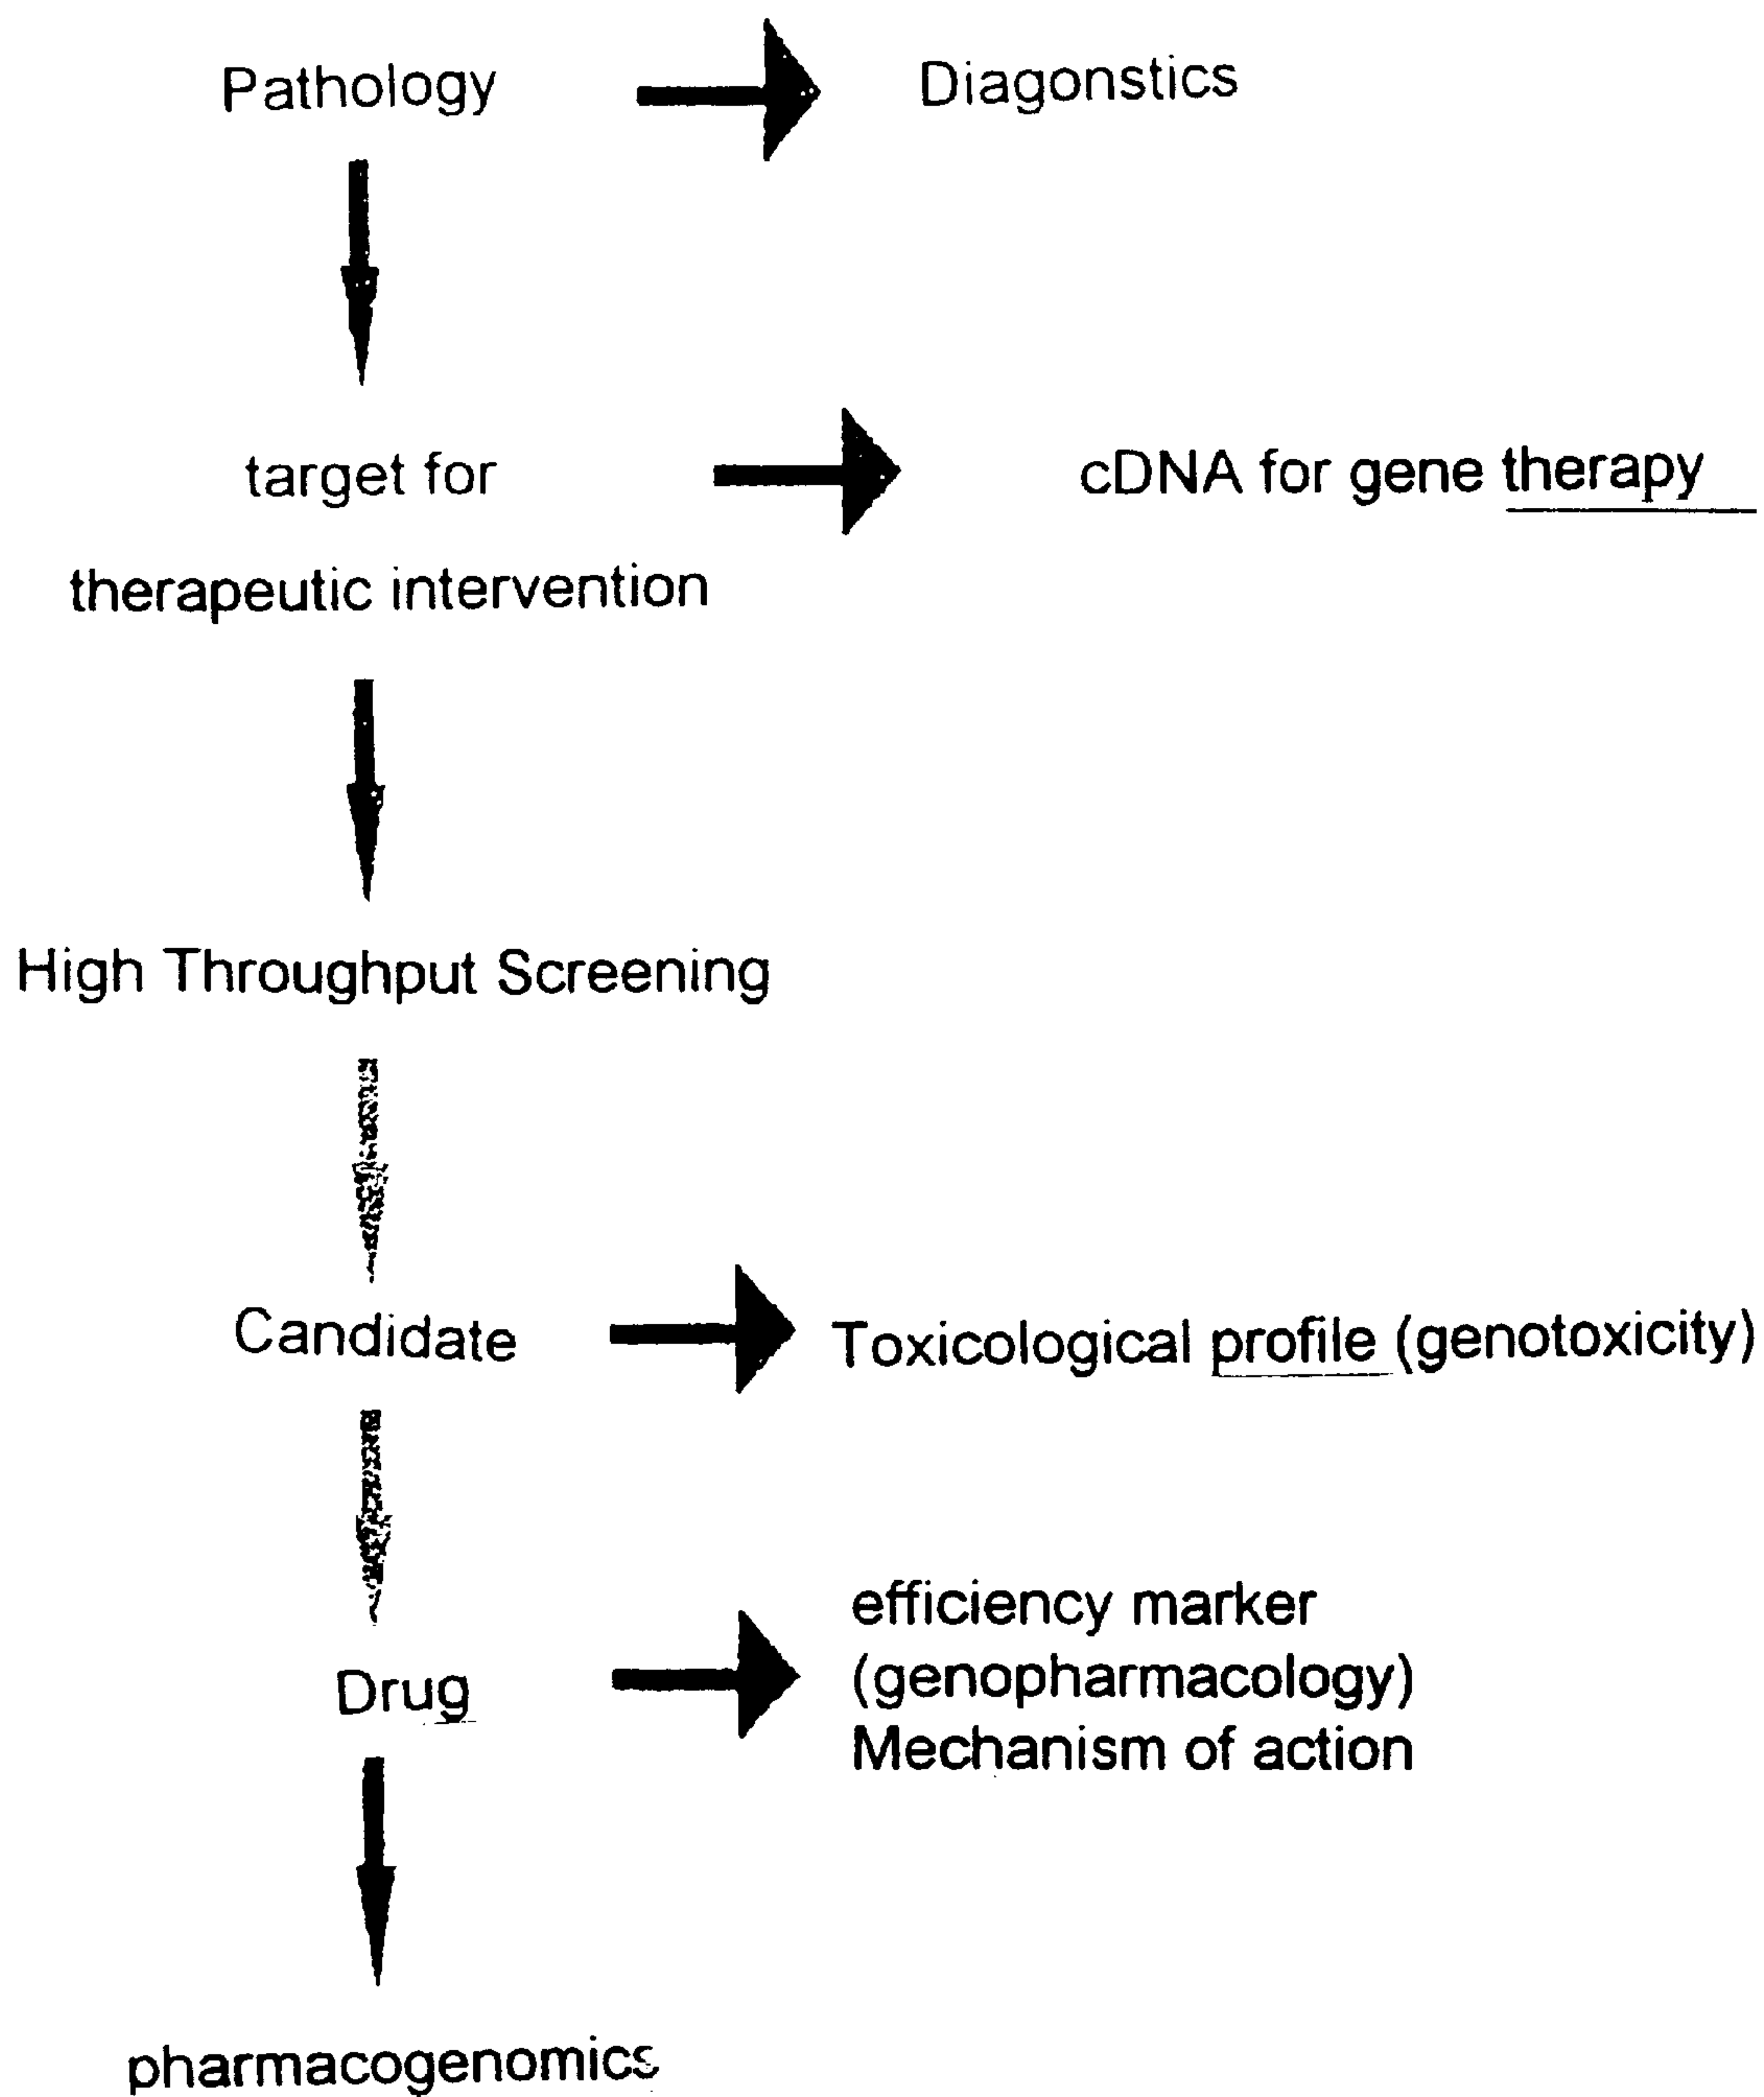 Pathology
Diagonstics
target for
cDNA for gene therapy
therapeutic intervention
High Throughput Screening
Candidate
Toxicological profile (genotoxicity)
Drug
efficiency marker
(genopharmacology)
Mechanism of action
pharmacogenomics